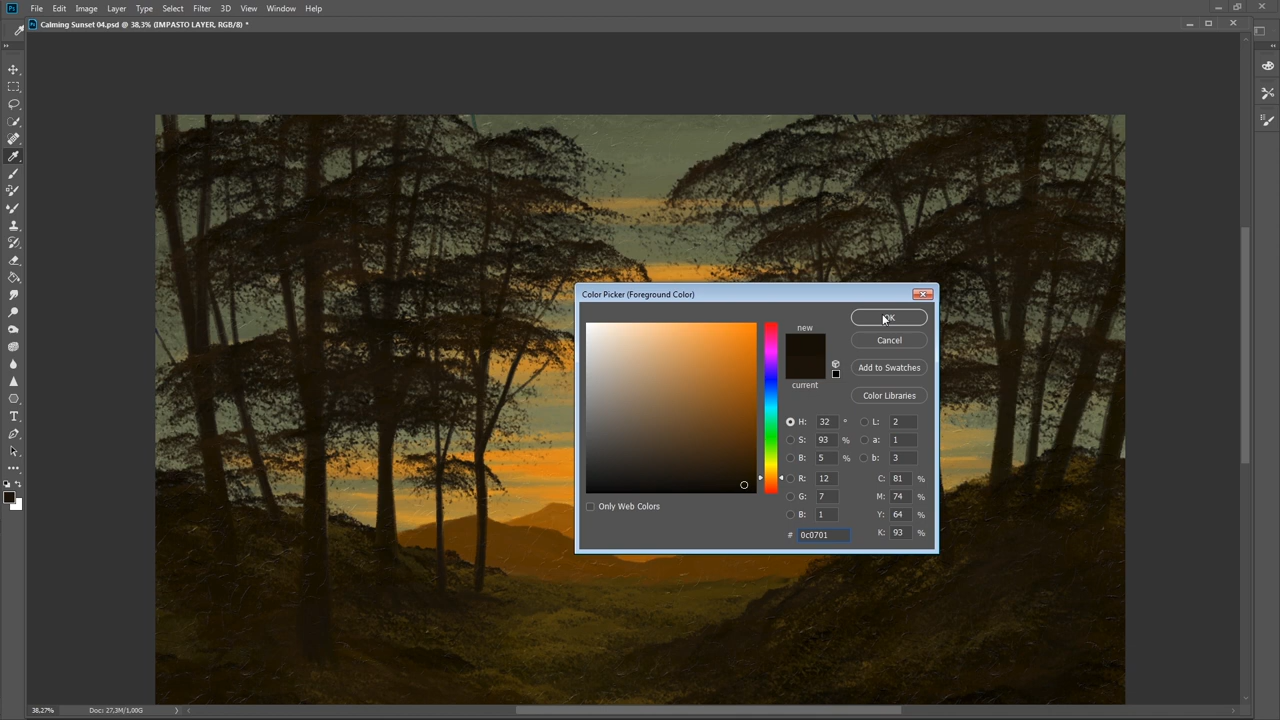 Ps File Edit Image Layer Type Select Filter 3D View Window Help
Ps Calming Sunset 04.psd @ 38,3% (IMPASTO LAYER, RGB/8) *
Color Picker (Foreground Color)
new
OK
Cancel
Add to Swatches
current
Color Libraries
H: 32 ° L: 2
S: 93 % a: 1
B: 5 % b: 3
R: 12 C: 81 %
G: 7 M: 74 %
B: 1 Y: 64 %
# 0c0701 K: 93 %
Only Web Colors
T
38,27% Doc: 27,3M/1,00G